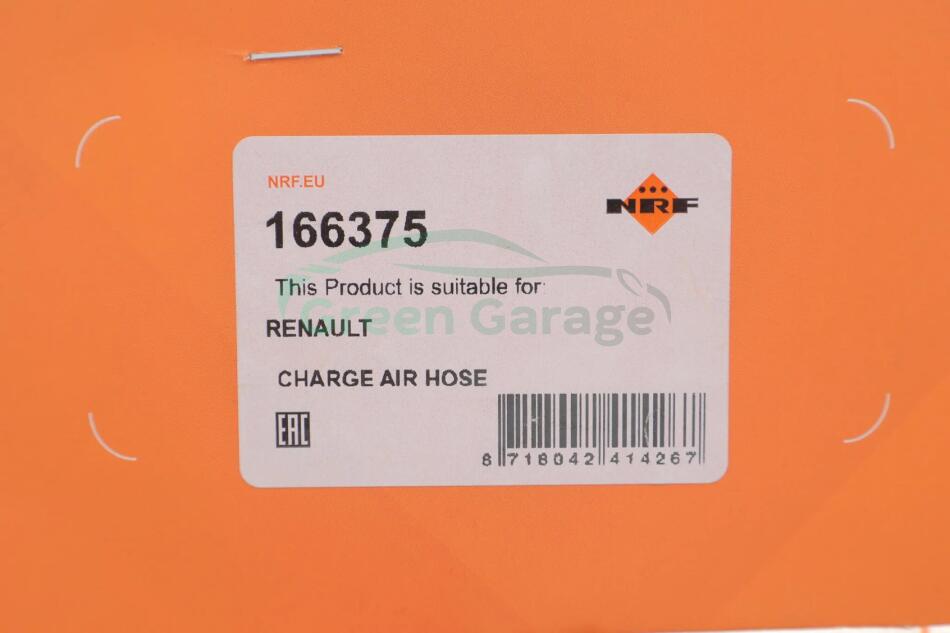 NRF.EU
NRF
166375
This Product is suitable for:
Green Garage
RENAULT
CHARGE AIR HOSE
EAC
8 718042 414267